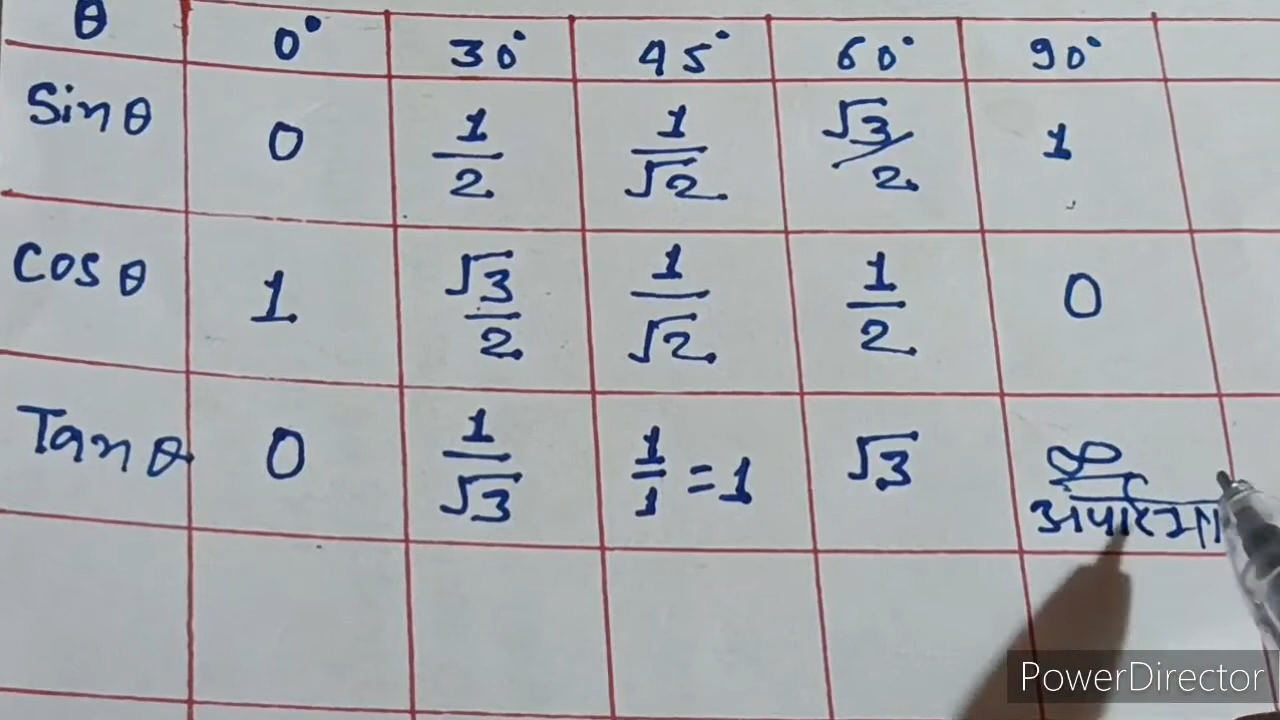 θ 0° 30° 45° 60° 90°
Sinθ 0 1/2 1/√2 √3/2 1
Cosθ 1 √3/2 1/√2 1/2 0
Tanθ 0 1/√3 1/1=1 √3 ∞
PowerDirector